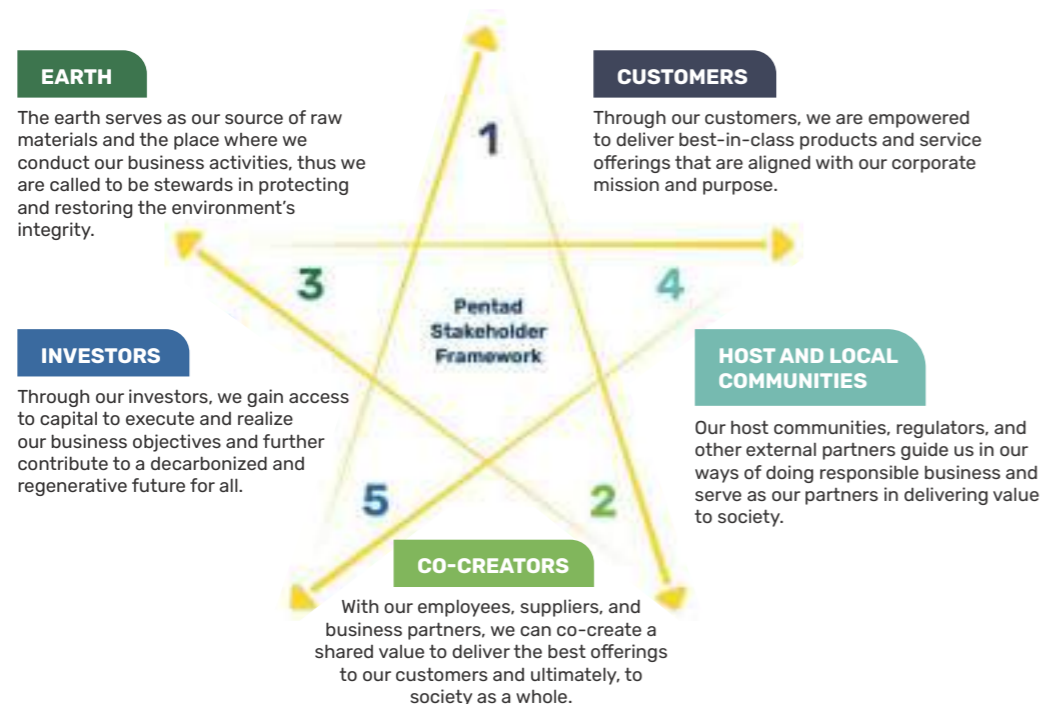 EARTH
The earth serves as our source of raw
materials and the place where we
conduct our business activities, thus we
are called to be stewards in protecting
and restoring the environment’s
integrity.
CUSTOMERS
Through our customers, we are empowered
to deliver best-in-class products and service
offerings that are aligned with our corporate
mission and purpose.
1
3
4
Pentad
Stakeholder
Framework
INVESTORS
Through our investors, we gain access
to capital to execute and realize
our business objectives and further
contribute to a decarbonized and
regenerative future for all.
HOST AND LOCAL
COMMUNITIES
Our host communities, regulators, and
other external partners guide us in our
ways of doing responsible business and
serve as our partners in delivering value
to society.
5
2
CO-CREATORS
With our employees, suppliers, and
business partners, we can co-create a
shared value to deliver the best offerings
to our customers and ultimately, to
society as a whole.